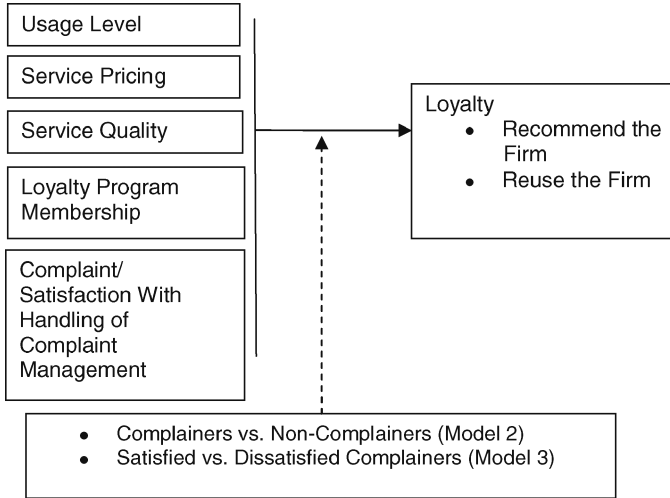 Usage Level
Service Pricing
Service Quality
Loyalty Program
Membership
Complaint/
Satisfaction With
Handling of
Complaint
Management
Loyalty
• Recommend the
Firm
• Reuse the Firm
• Complainers vs. Non-Complainers (Model 2)
• Satisfied vs. Dissatisfied Complainers (Model 3)